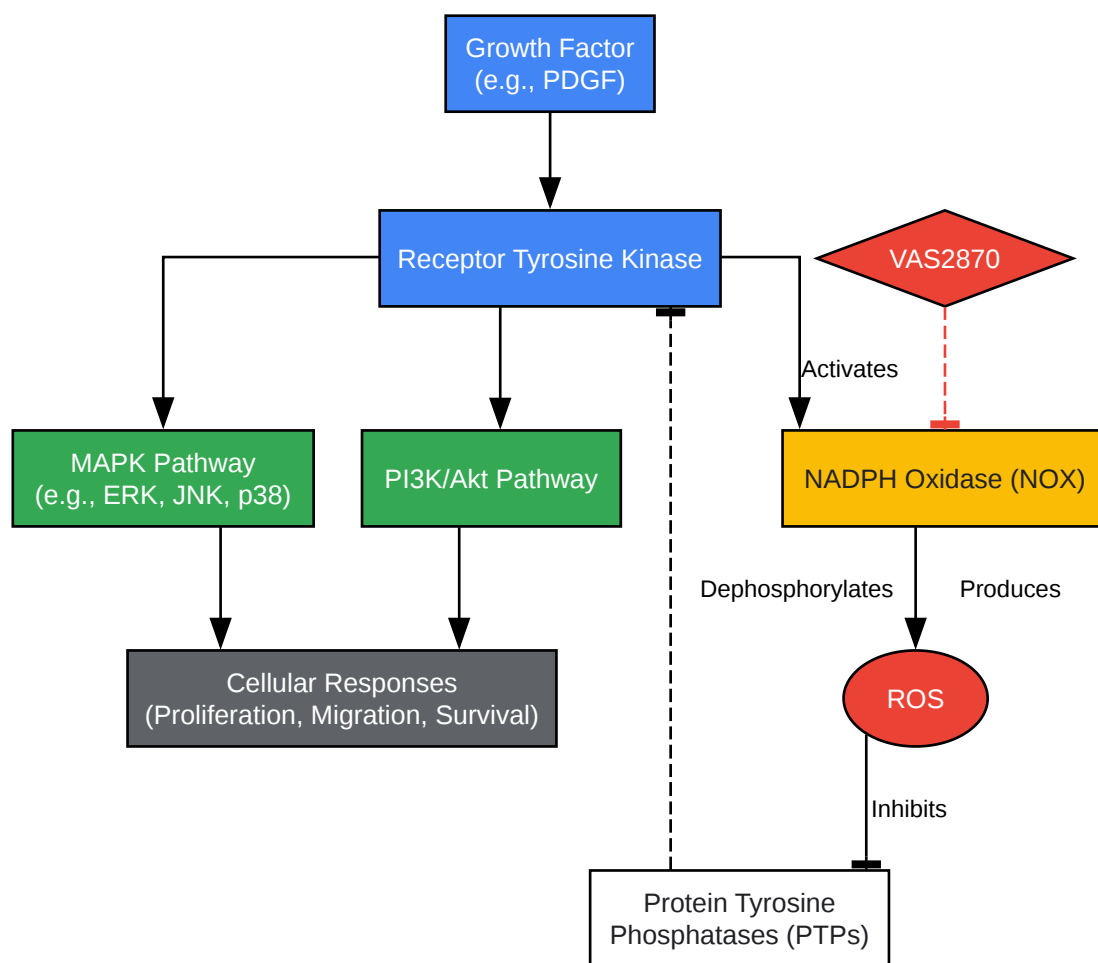 Growth Factor
(e.g., PDGF)
Receptor Tyrosine Kinase
VAS2870
Activates
MAPK Pathway
(e.g., ERK, JNK, p38)
PI3K/Akt Pathway
NADPH Oxidase (NOX)
Dephosphorylates
Produces
Cellular Responses
(Proliferation, Migration, Survival)
ROS
Inhibits
Protein Tyrosine
Phosphatases (PTPs)